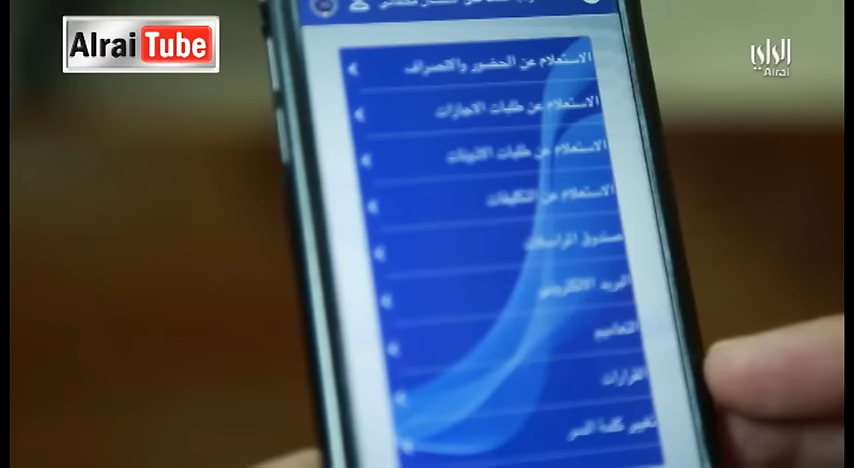 Alrai Tube
الراي
Alrai
الاستعلام عن الحضور والانصراف
الاستعلام عن طلبات الاجازات
الاستعلام عن طلبات الاذونات
الاستعلام عن التكليفات
صندوق المراسلات
البريد الالكتروني
التعاميم
القرارات
تغيير كلمة السر